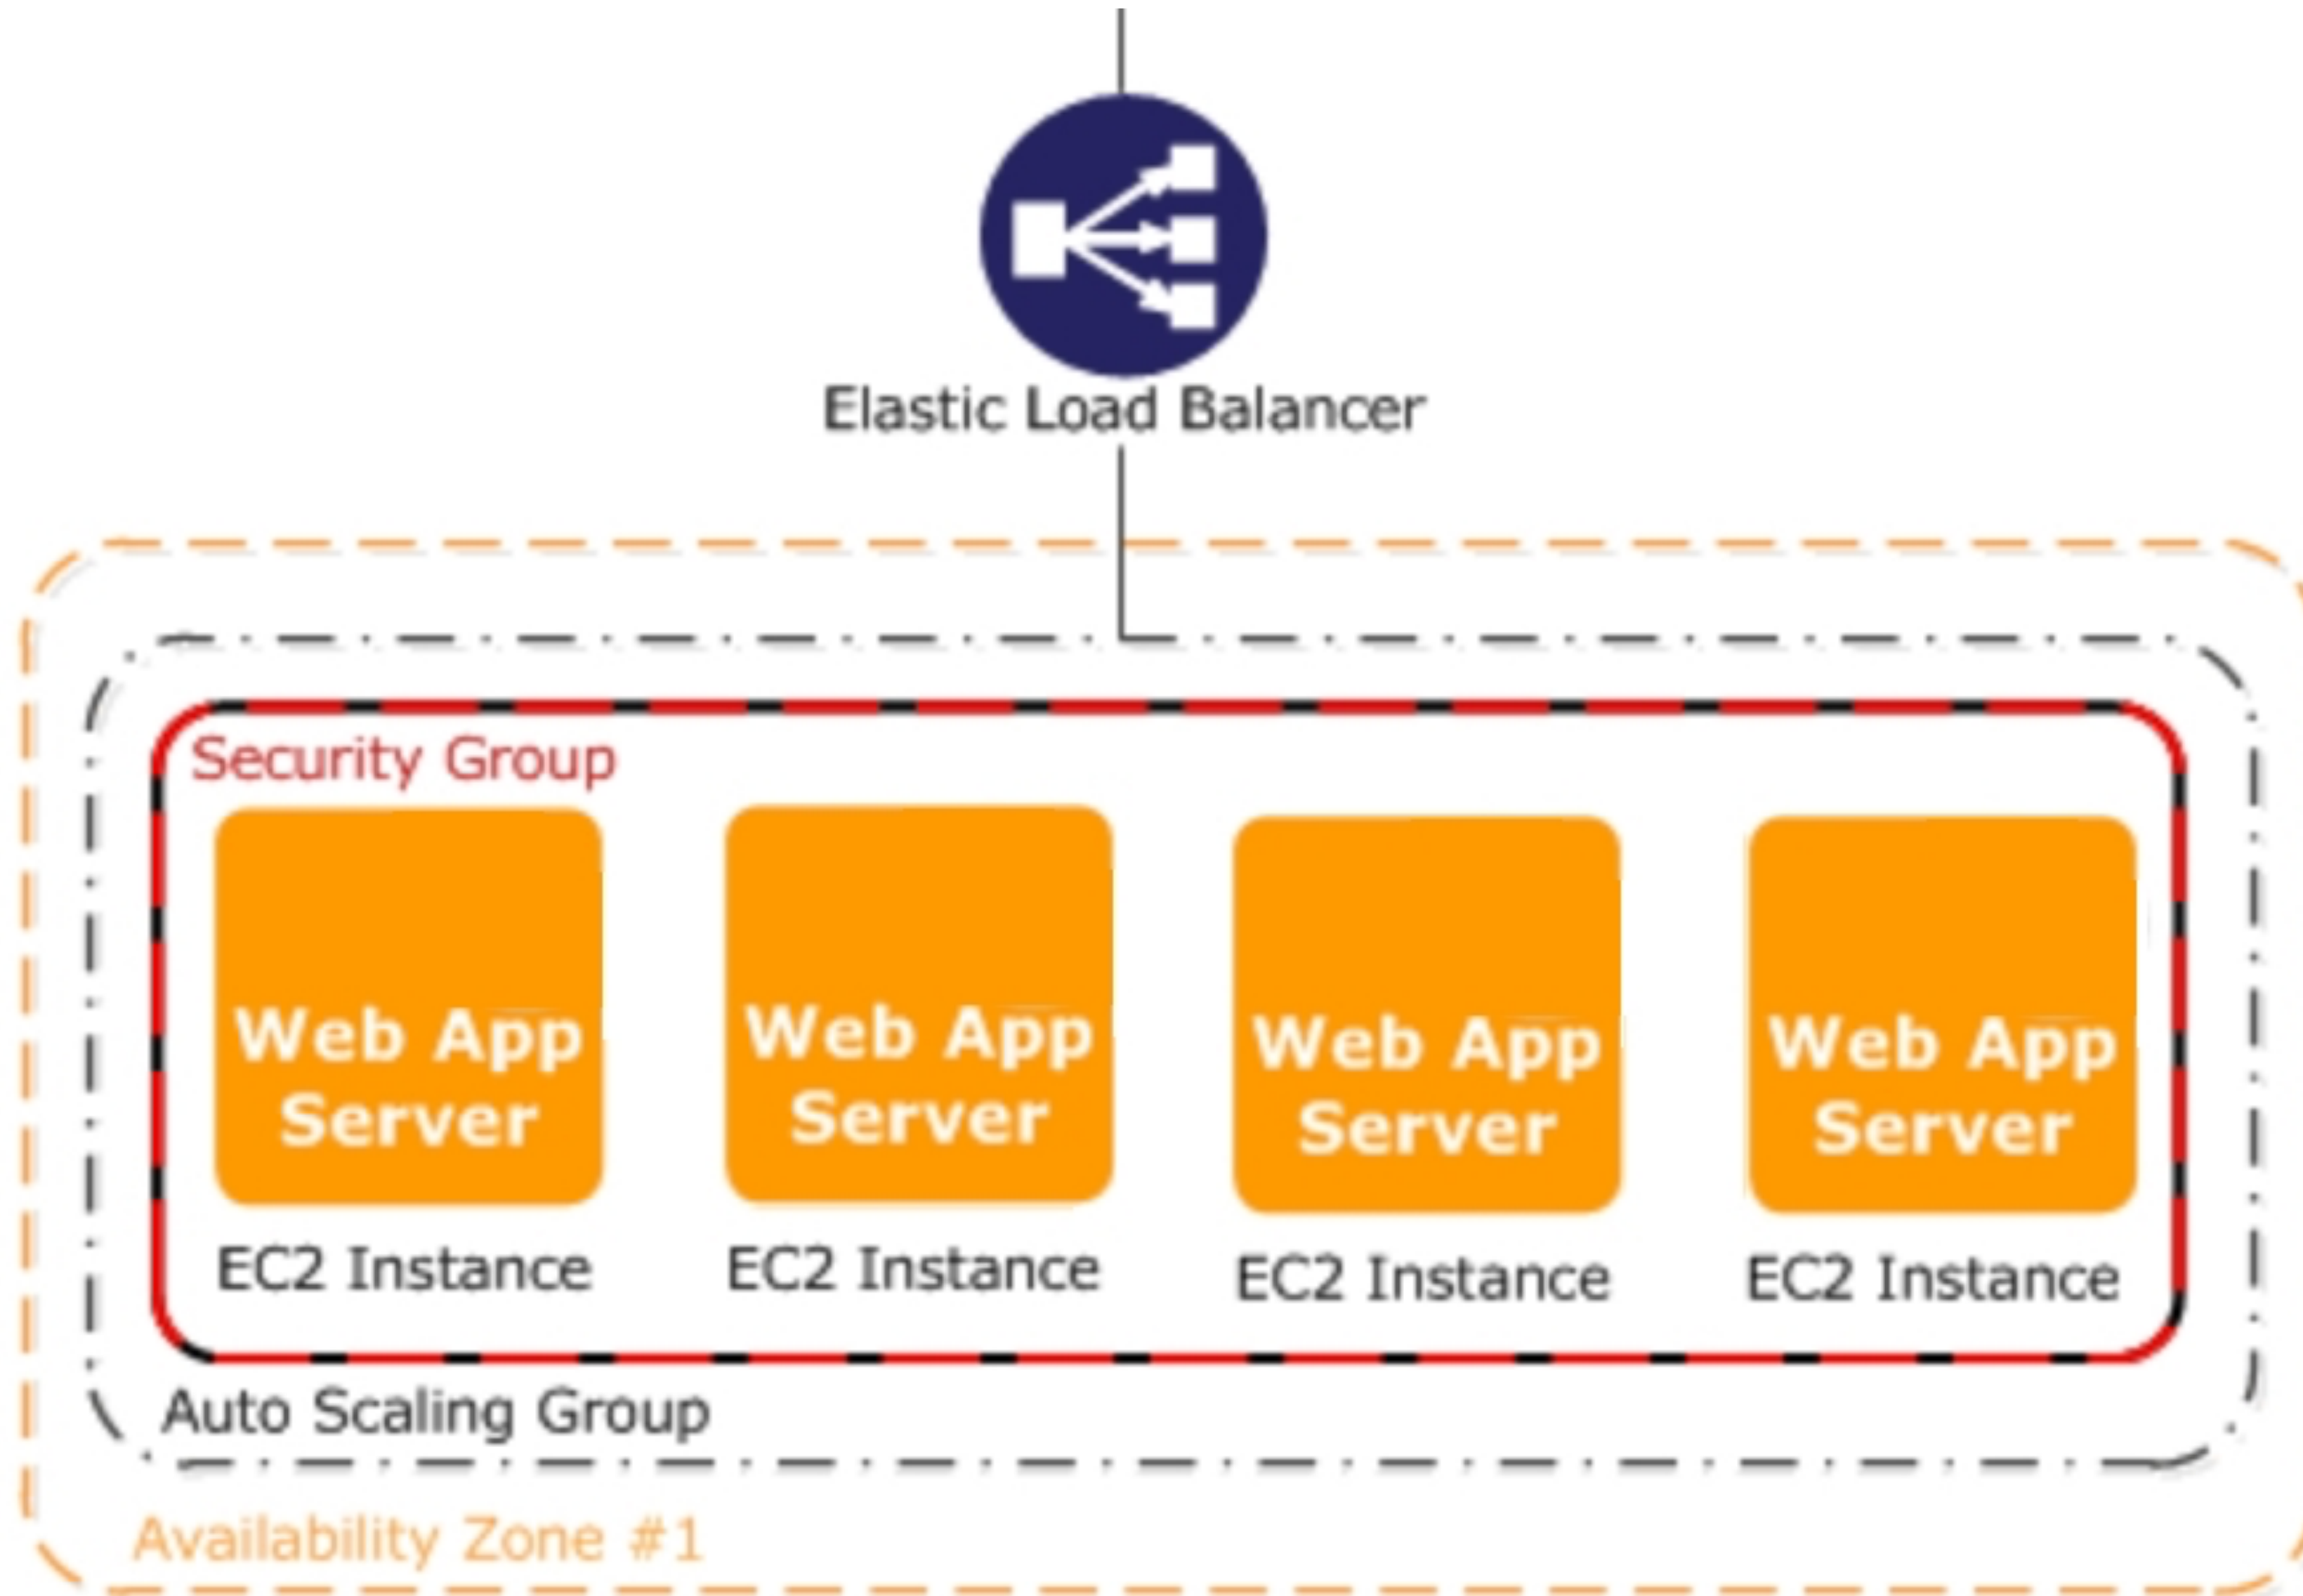 Elastic Load Balancer
Security Group
Web App
Server
Web App
Server
Web App
Server
Web App
Server
EC2 Instance
EC2 Instance
EC2 Instance
EC2 Instance
Auto Scaling Group
Availability Zone #1